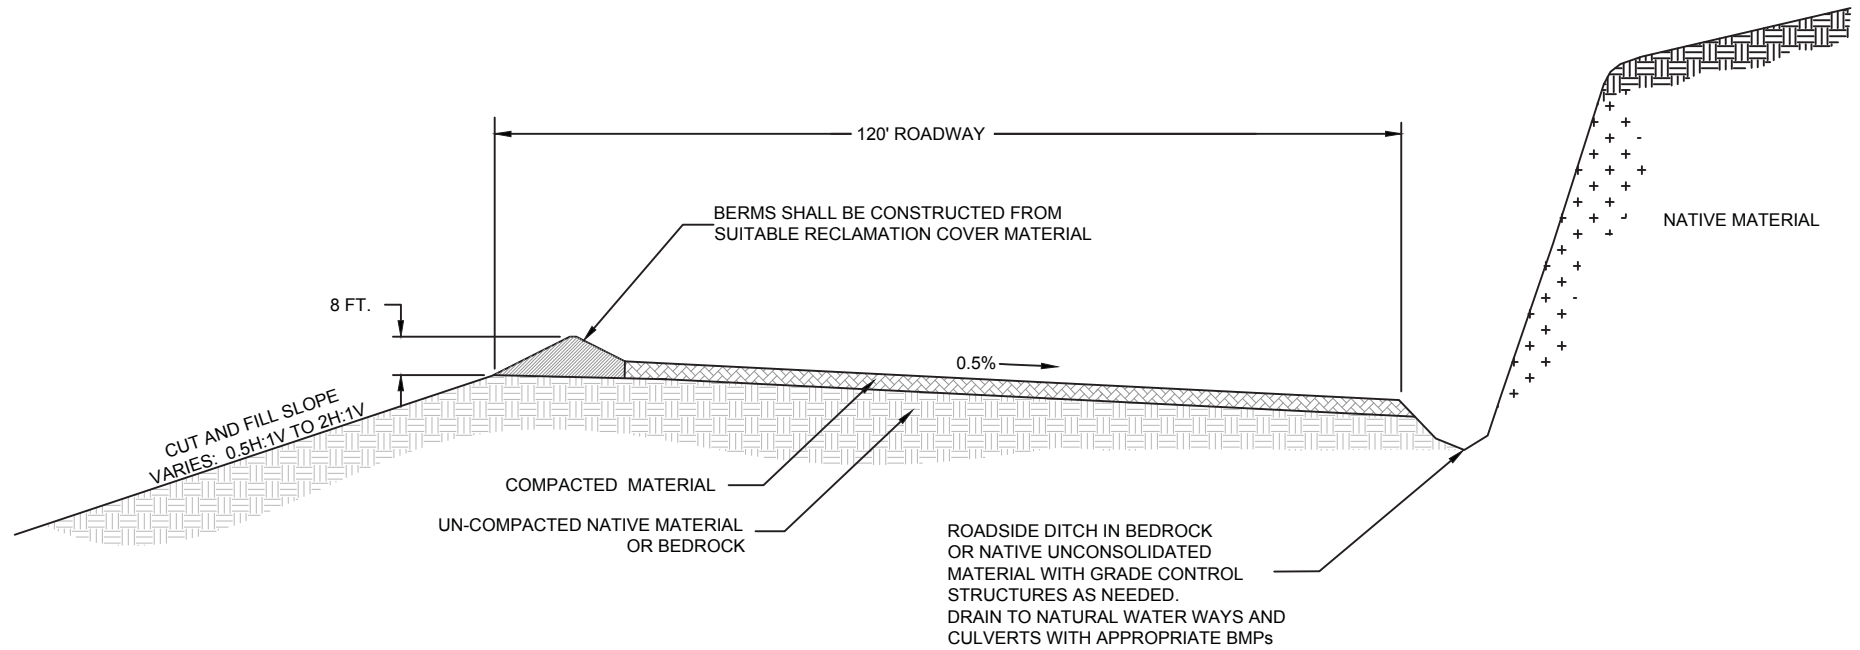 120' ROADWAY
BERMS SHALL BE CONSTRUCTED FROM
SUITABLE RECLAMATION COVER MATERIAL
NATIVE MATERIAL
8 FT.
0.5%
CUT AND FILL SLOPE
VARIES: 0.5H:1V TO 2H:1V
COMPACTED MATERIAL
UN-COMPACTED NATIVE MATERIAL
OR BEDROCK
ROADSIDE DITCH IN BEDROCK
OR NATIVE UNCONSOLIDATED
MATERIAL WITH GRADE CONTROL
STRUCTURES AS NEEDED.
DRAIN TO NATURAL WATER WAYS AND
CULVERTS WITH APPROPRIATE BMPs